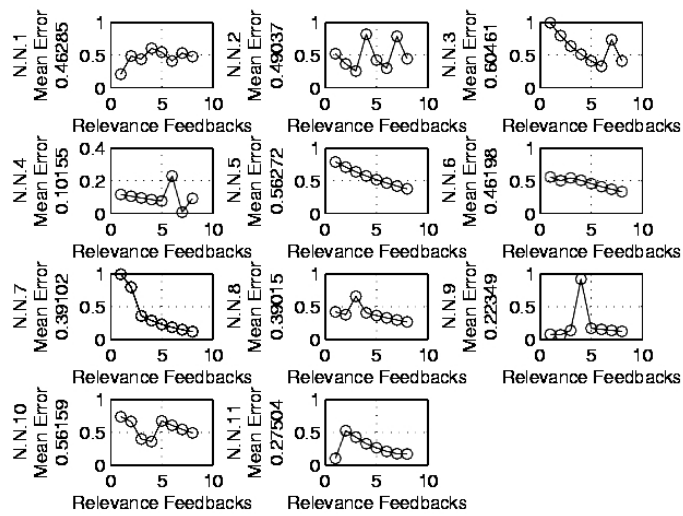 N.N.1
Mean Error
0.46285
1
0.5
0
0 5 10
Relevance Feedbacks
N.N.2
Mean Error
0.49037
1
0.5
0
0 5 10
Relevance Feedbacks
N.N.3
Mean Error
0.60461
1
0.5
0
0 5 10
Relevance Feedbacks
N.N.4
Mean Error
0.10155
0.4
0.2
0
0 5 10
Relevance Feedbacks
N.N.5
Mean Error
0.56272
1
0.5
0
0 5 10
Relevance Feedbacks
N.N.6
Mean Error
0.46198
1
0.5
0
0 5 10
Relevance Feedbacks
N.N.7
Mean Error
0.39102
1
0.5
0
0 5 10
Relevance Feedbacks
N.N.8
Mean Error
0.39015
1
0.5
0
0 5 10
Relevance Feedbacks
N.N.9
Mean Error
0.22349
1
0.5
0
0 5 10
Relevance Feedbacks
N.N.10
Mean Error
0.56159
1
0.5
0
0 5 10
Relevance Feedbacks
N.N.11
Mean Error
0.27504
1
0.5
0
0 5 10
Relevance Feedbacks